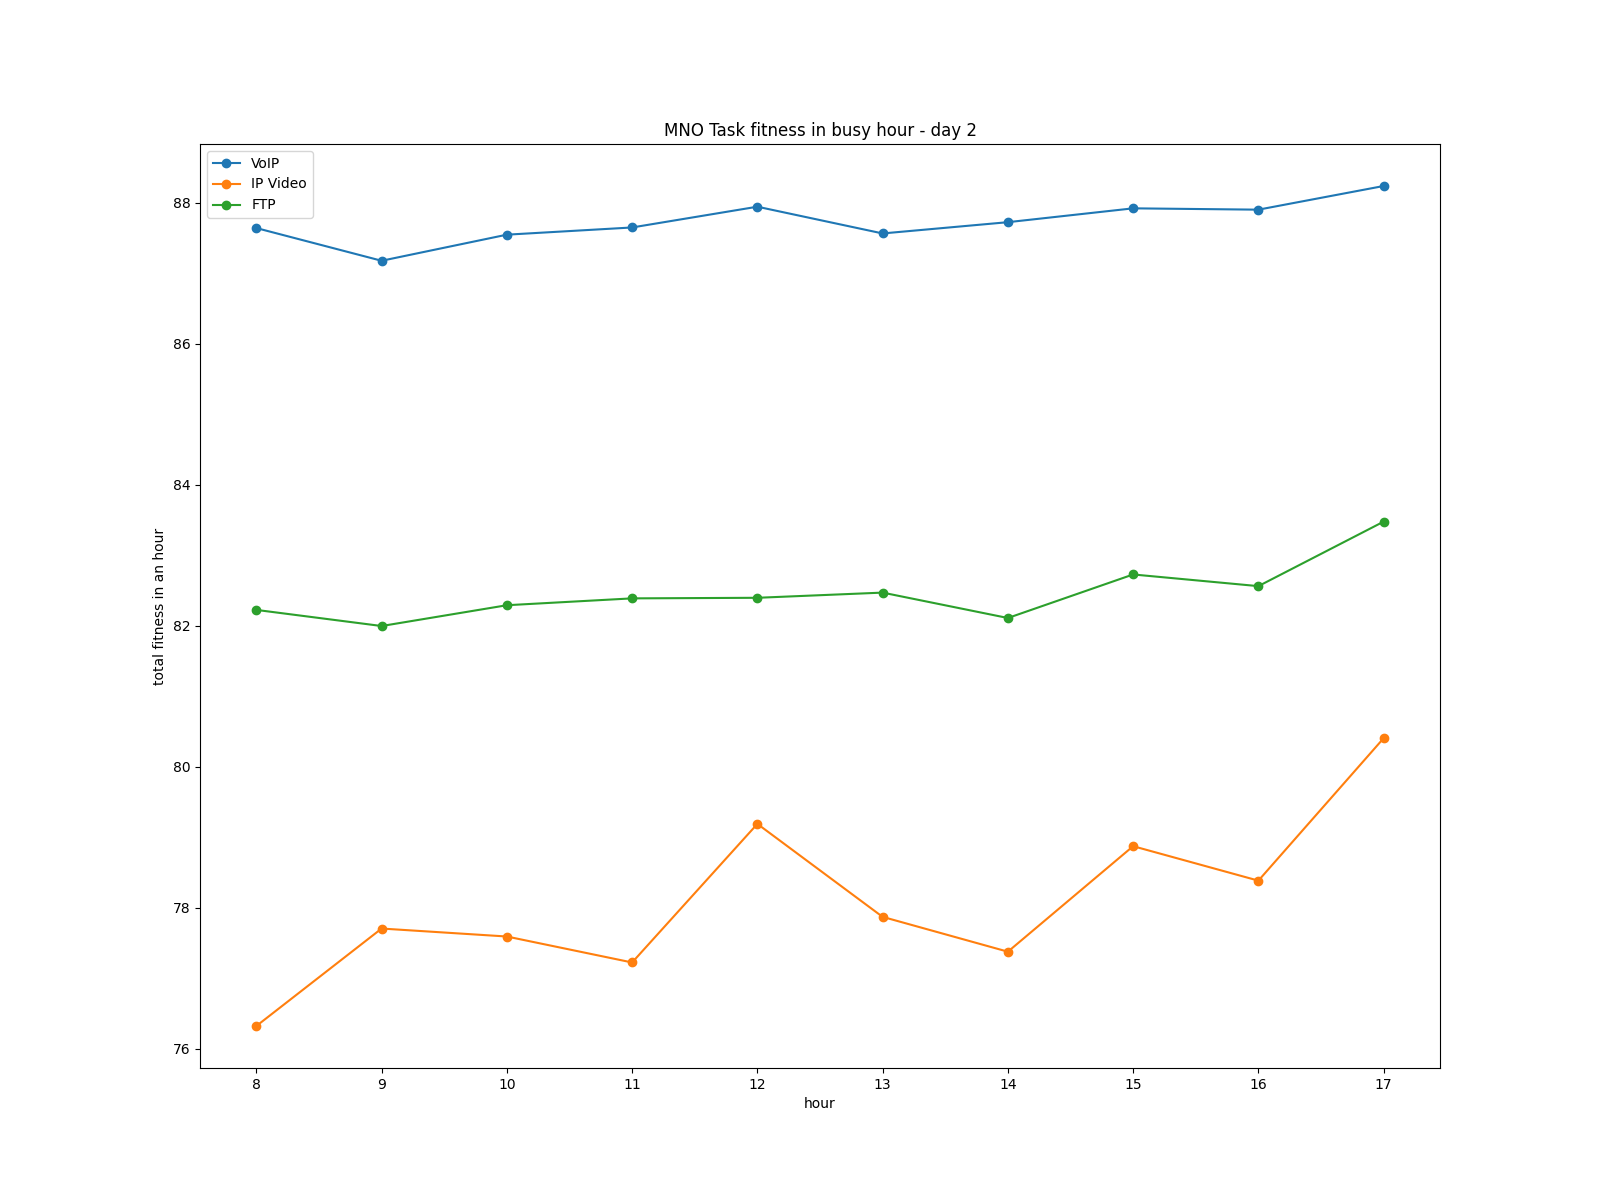 MNO Task fitness in busy hour - day 2
VoIP
IP Video
FTP
88
86
84
82
80
78
76
total fitness in an hour
8 9 10 11 12 13 14 15 16 17
hour